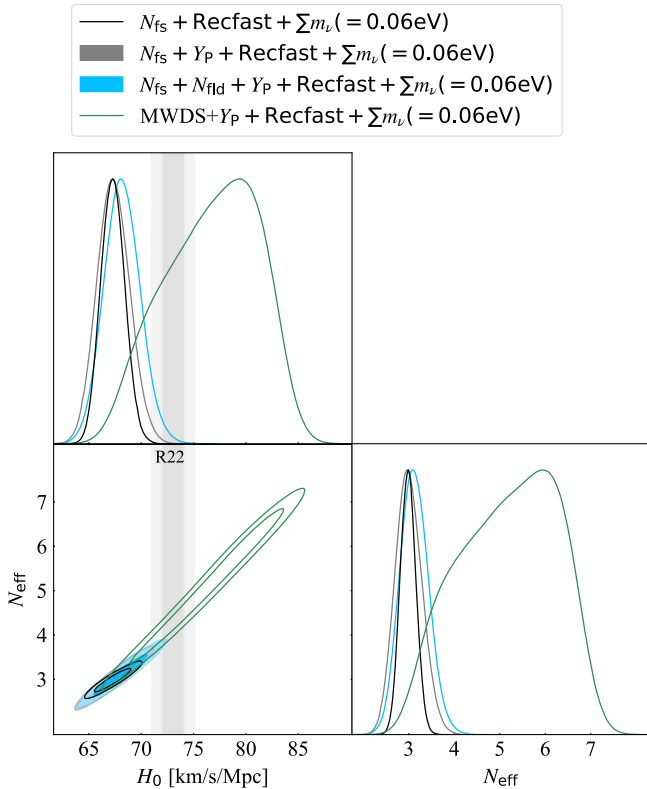 N_fs + Recfast + ∑m_ν(= 0.06eV)
N_fs + Y_P + Recfast + ∑m_ν(= 0.06eV)
N_fs + N_fld + Y_P + Recfast + ∑m_ν(= 0.06eV)
MWDS+Y_P + Recfast + ∑m_ν(= 0.06eV)
R22
7
6
5
4
3
N_eff
65 70 75 80 85
H_0 [km/s/Mpc]
3 4 5 6 7
N_eff